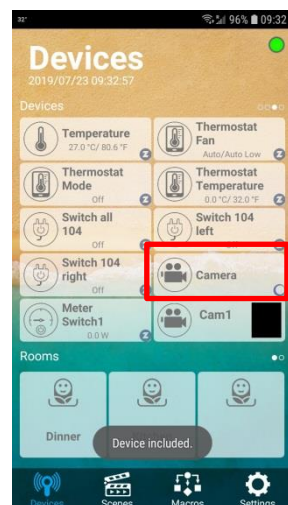 32° 96% 09:32
Devices
2019/07/23 09:32:57
Devices
Temperature
27.0 °C/ 80.6 °F
Thermostat
Fan
Auto/Auto Low
Thermostat
Mode
Off
Thermostat
Temperature
0.0 °C/ 32.0 °F
Switch all
104
Off
Switch 104
left
Off
Switch 104
right
Off
Camera
Meter
Switch1
0.0 W
Cam1
Rooms
Dinner
Device included.
Devices
Scenes
Macros
Settings